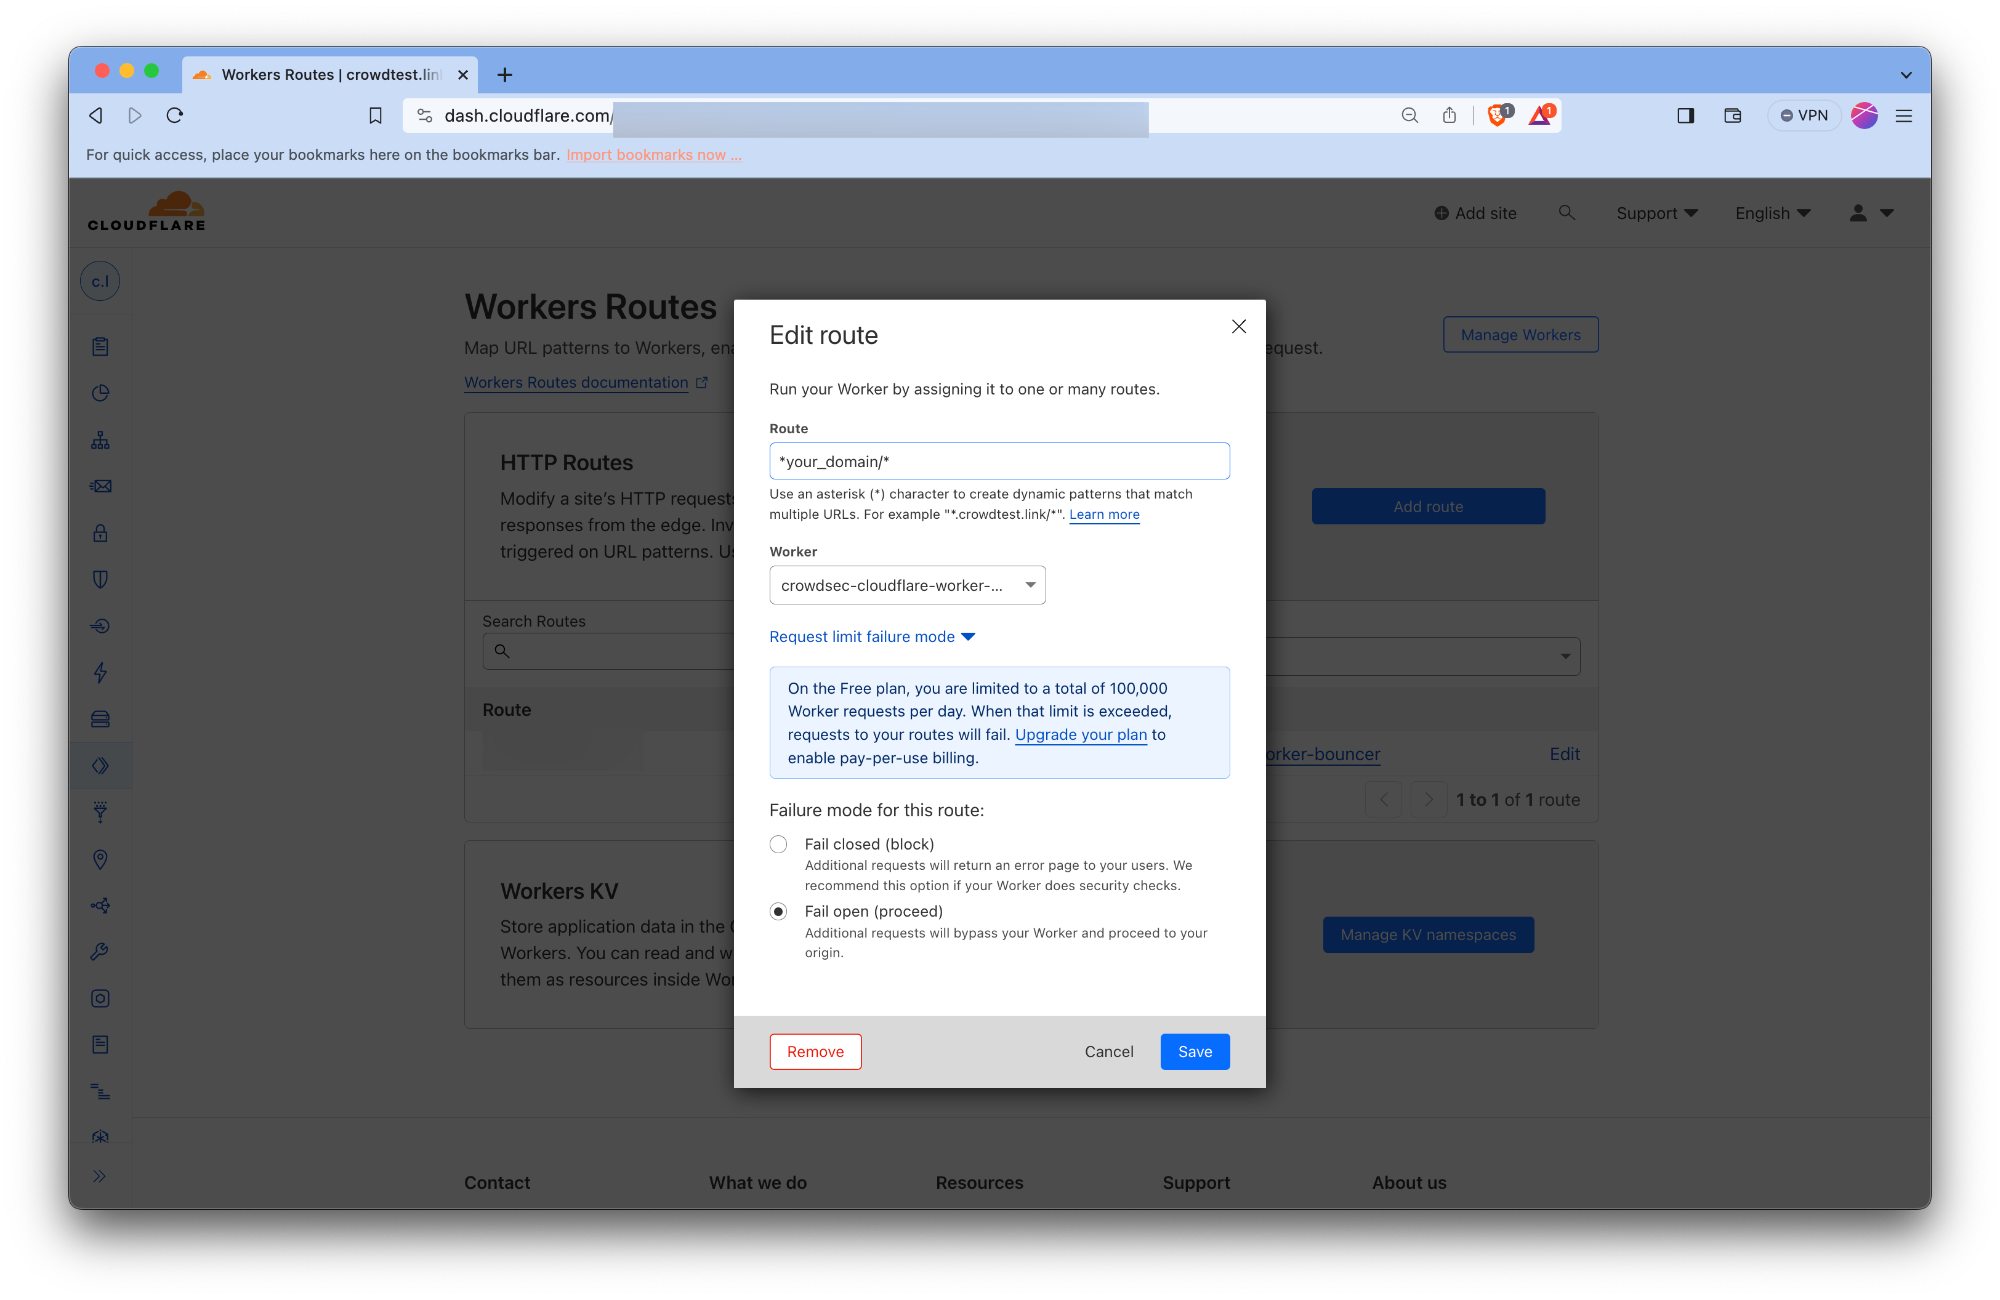 Workers Routes | crowdtest.lin
dash.cloudflare.com/
1
1
VPN
For quick access, place your bookmarks here on the bookmarks bar. Import bookmarks now ...
CLOUDFLARE
Add site
Support
English
c.l
Workers Routes
Map URL patterns to Workers, ena
equest.
Manage Workers
Workers Routes documentation
HTTP Routes
Modify a site's HTTP requests
responses from the edge. Inv
triggered on URL patterns. Us
Add route
Search Routes
Route
orker-bouncer
Edit
1 to 1 of 1 route
Workers KV
Store application data in the C
Workers. You can read and w
them as resources inside Wor
Manage KV namespaces
Edit route
Run your Worker by assigning it to one or many routes.
Route
*your_domain/*
Use an asterisk (*) character to create dynamic patterns that match
multiple URLs. For example "*.crowdtest.link/*". Learn more
Worker
crowdsec-cloudflare-worker-...
Request limit failure mode
On the Free plan, you are limited to a total of 100,000
Worker requests per day. When that limit is exceeded,
requests to your routes will fail. Upgrade your plan to
enable pay-per-use billing.
Failure mode for this route:
Fail closed (block)
Additional requests will return an error page to your users. We
recommend this option if your Worker does security checks.
Fail open (proceed)
Additional requests will bypass your Worker and proceed to your
origin.
Remove
Cancel
Save
Contact
What we do
Resources
Support
About us